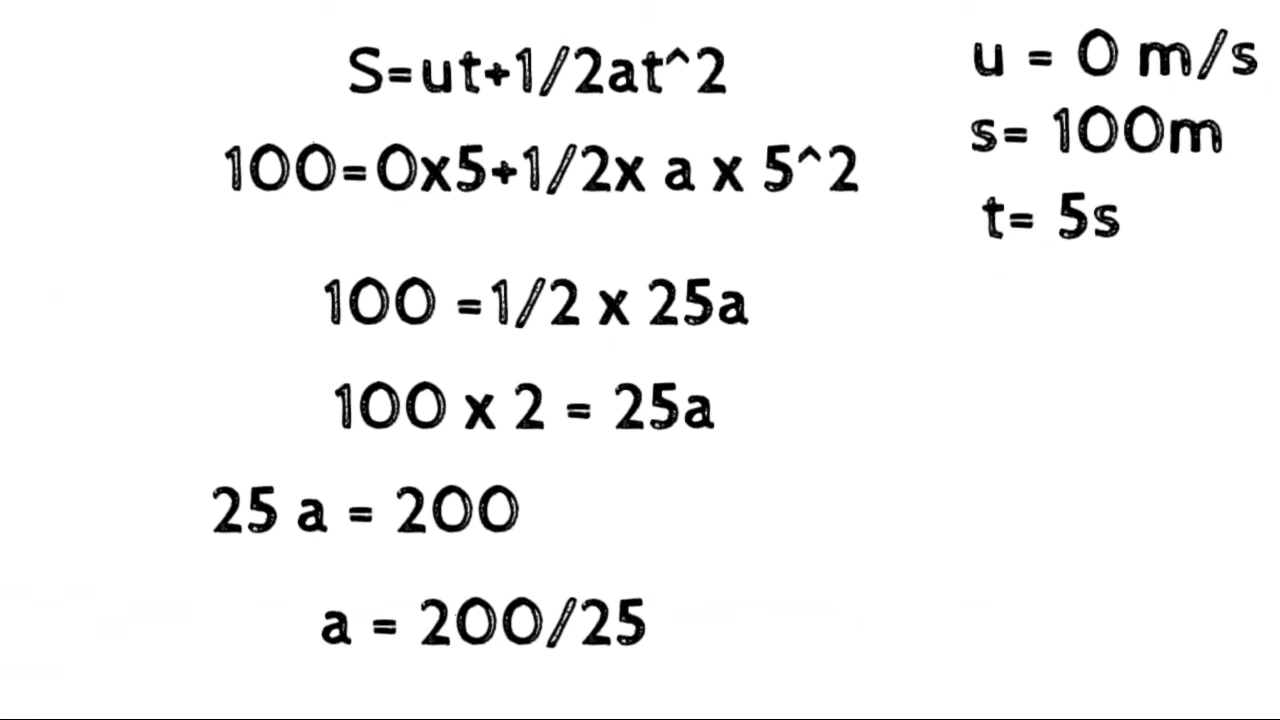 S=ut+1/2at^2
100=0x5+1/2x a x 5^2
100 =1/2 x 25a
100 x 2 = 25a
25 a = 200
a = 200/25
u = 0 m/s
s= 100m
t= 5s